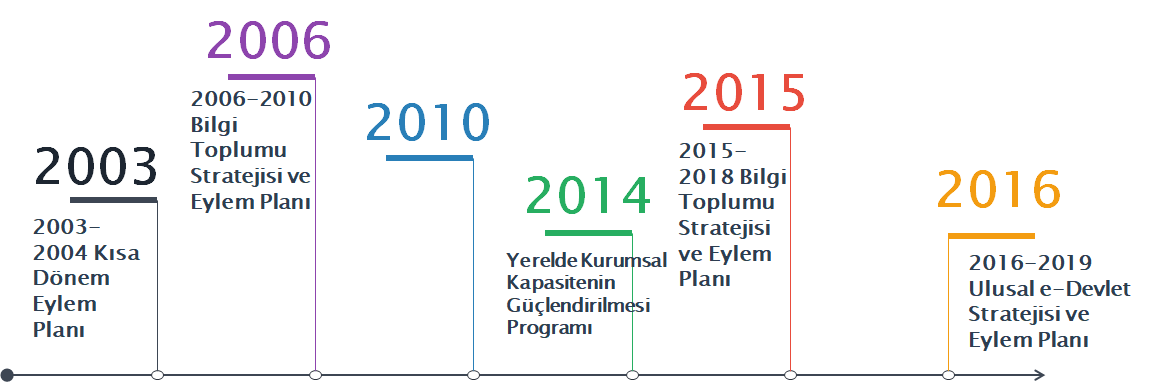 2003
2003-
2004 Kısa
Dönem
Eylem
Planı
2006
2006-2010
Bilgi
Toplumu
Stratejisi ve
Eylem Planı
2010
2014
Yerelde Kurumsal
Kapasitenin
Güçlendirilmesi
Programı
2015
2015-
2018 Bilgi
Toplumu
Stratejisi
ve Eylem
Planı
2016
2016-2019
Ulusal e-Devlet
Stratejisi ve
Eylem Planı